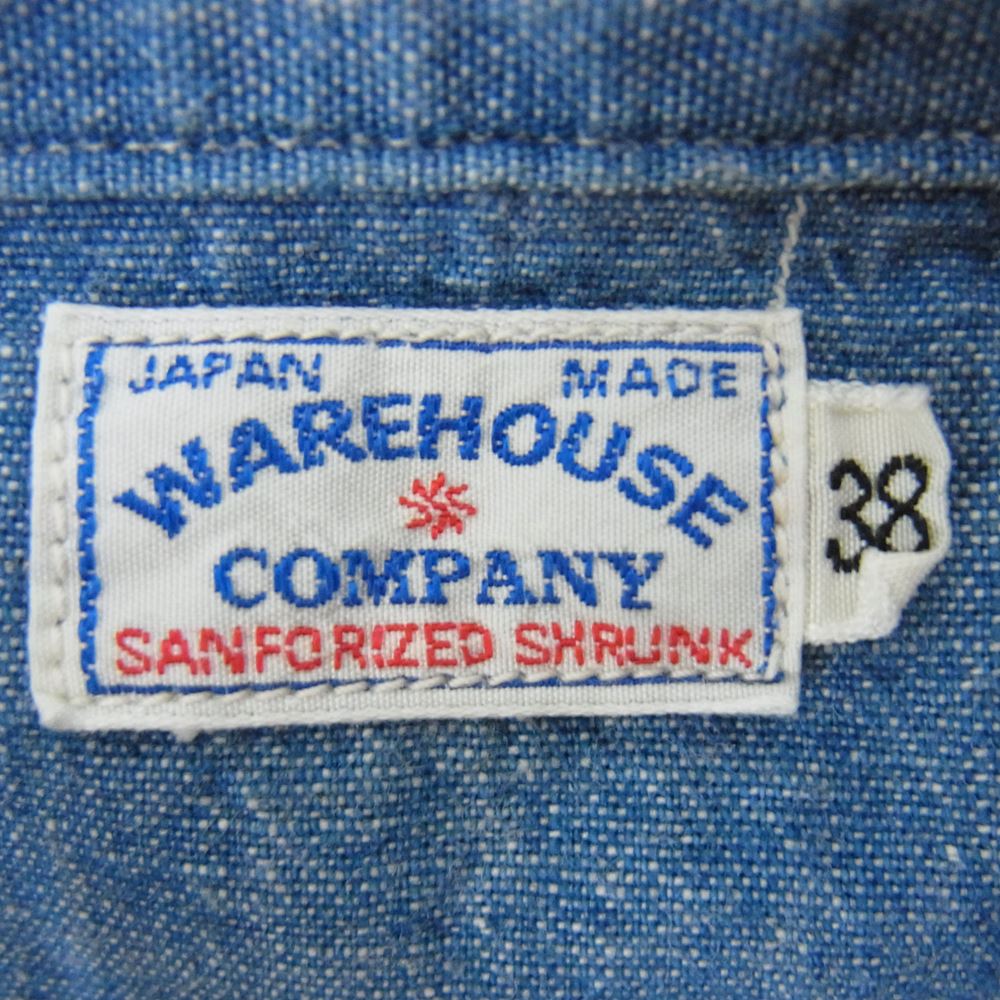 JAPAN MADE
WAREHOUSE
COMPANY
SANFORIZED SHRUNK
38